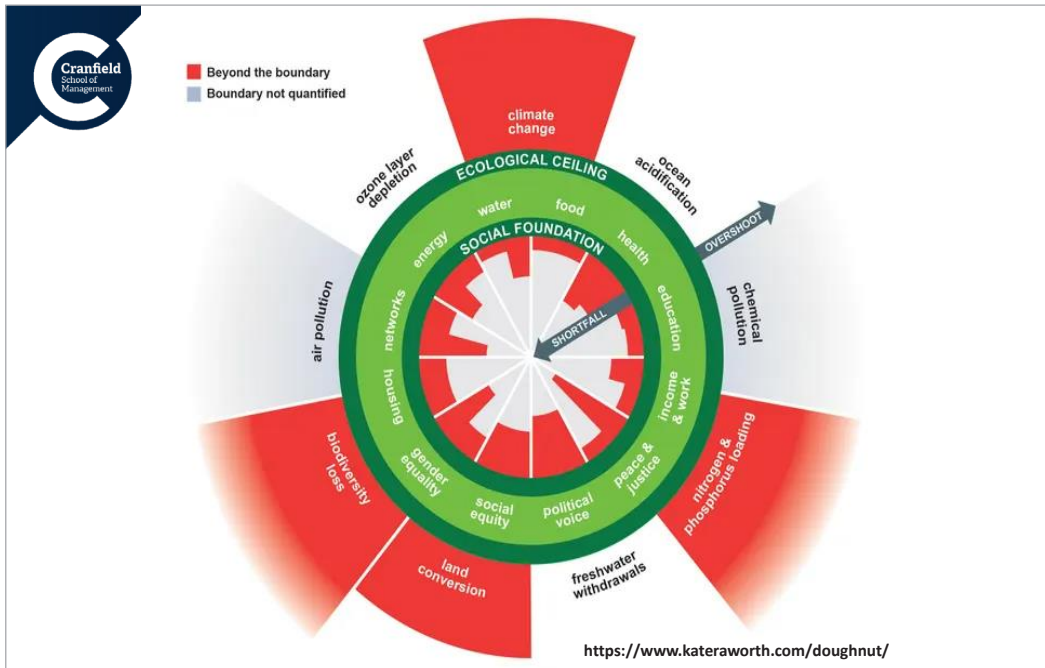 Cranfield
School of
Management
Beyond the boundary
Boundary not quantified
climate
change
ozone layer
depletion
ocean
acidification
ECOLOGICAL CEILING
water
food
energy
health
SOCIAL FOUNDATION
OVERSHOOT
air pollution
networks
education
chemical
pollution
SHORTFALL
housing
income
& work
biodiversity
loss
gender
equality
social
equity
political
voice
peace &
justice
nitrogen &
phosphorus loading
land
conversion
freshwater
withdrawals
https://www.kateraworth.com/doughnut/